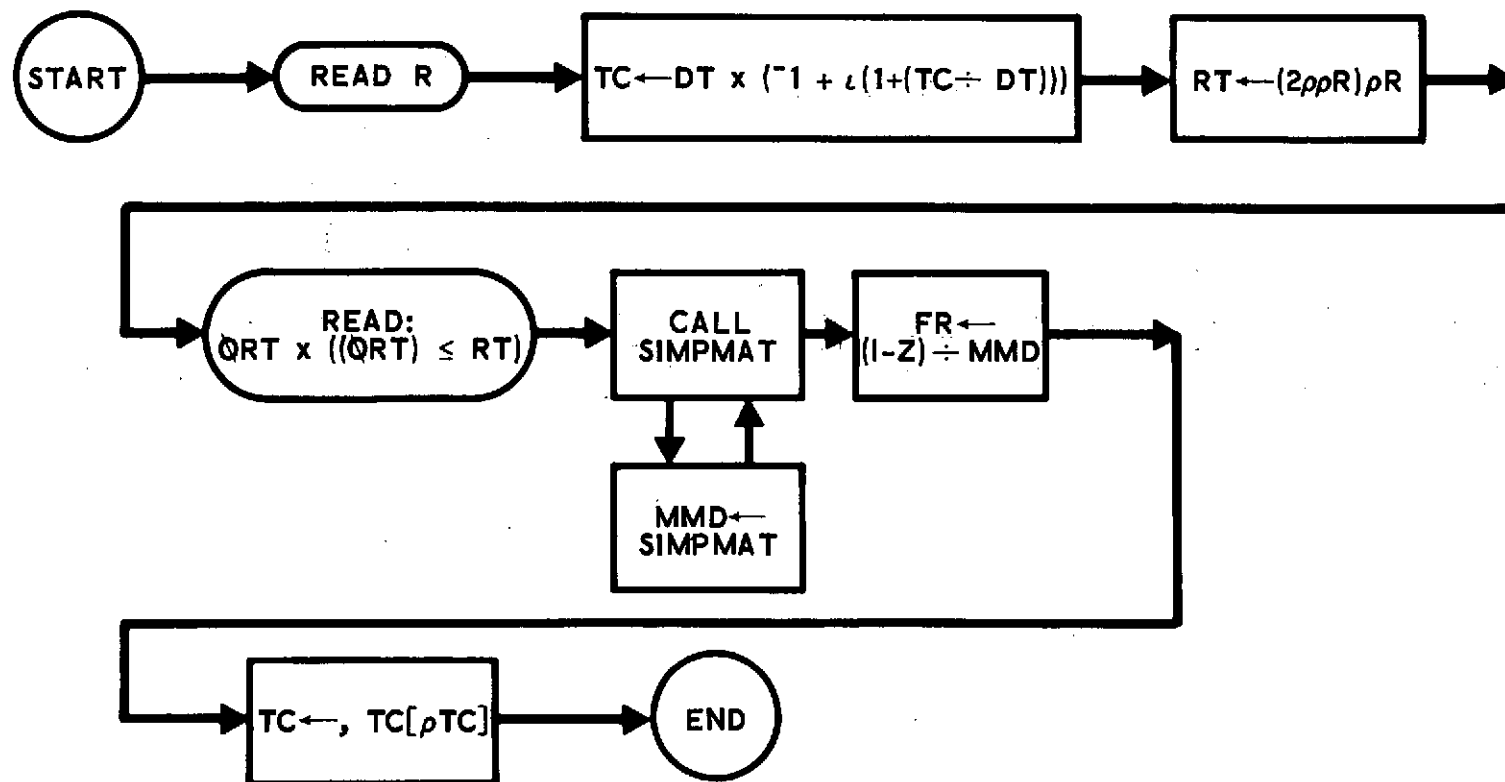 START
READ R
TC←DT x (¯1 + ι(1+(TC÷ DT)))
RT←(2ρρR)ρR
READ:
⍉RT x ((⍉RT) ≤ RT)
CALL
SIMPMAT
FR←
(I-Z) ÷ MMD
MMD←
SIMPMAT
TC←, TC[ρTC]
END